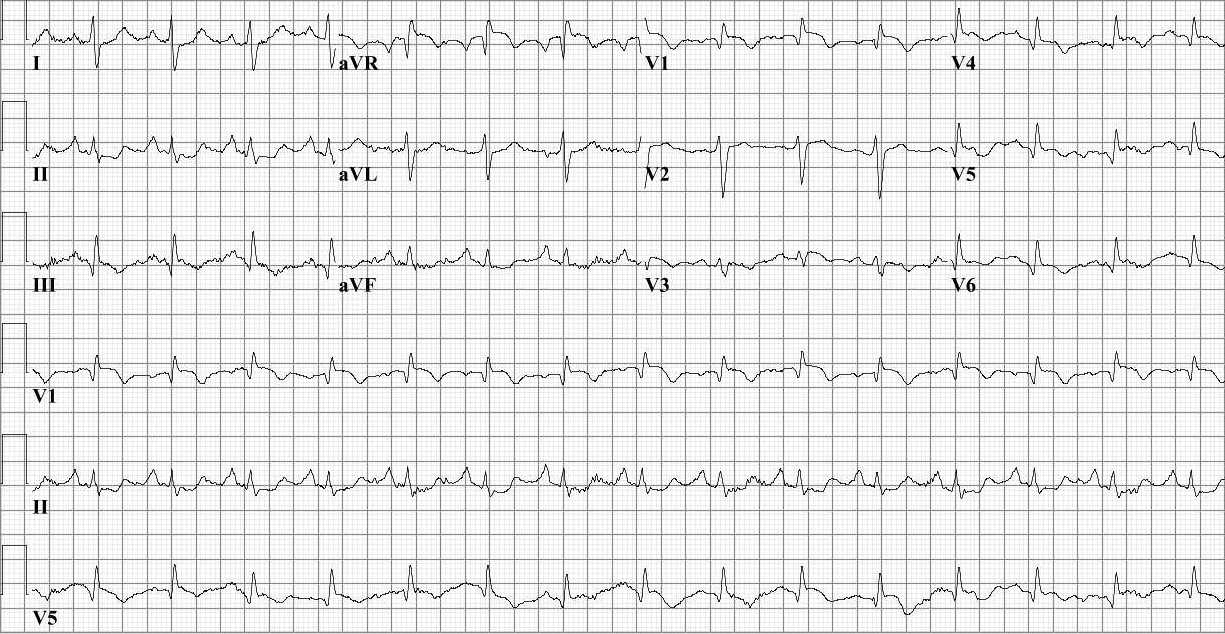 I aVR V1 V4
II aVL V2 V5
III aVF V3 V6
V1
II
V5